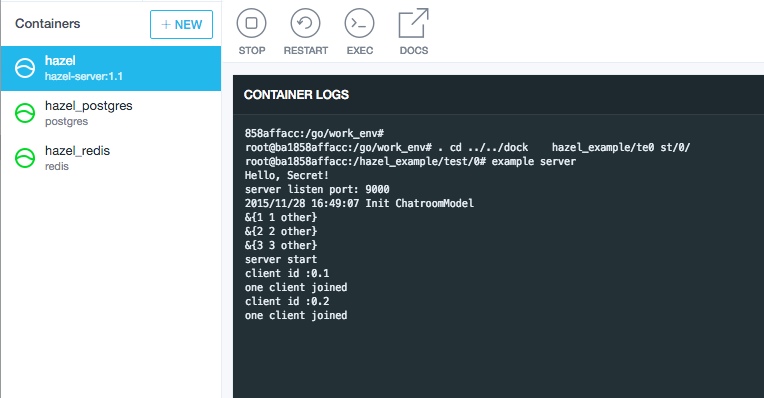 Containers
+ NEW
hazel
hazel-server:1.1
hazel_postgres
postgres
hazel_redis
redis
STOP
RESTART
EXEC
DOCS
CONTAINER LOGS
858affacc:/go/work_env#
root@ba1858affacc:/go/work_env# . cd ../../dock    hazel_example/te0 st/0/
root@ba1858affacc:/hazel_example/test/0# example server
Hello, Secret!
server listen port: 9000
2015/11/28 16:49:07 Init ChatroomModel
&{1 1 other}
&{2 2 other}
&{3 3 other}
server start
client id :0.1
one client joined
client id :0.2
one client joined